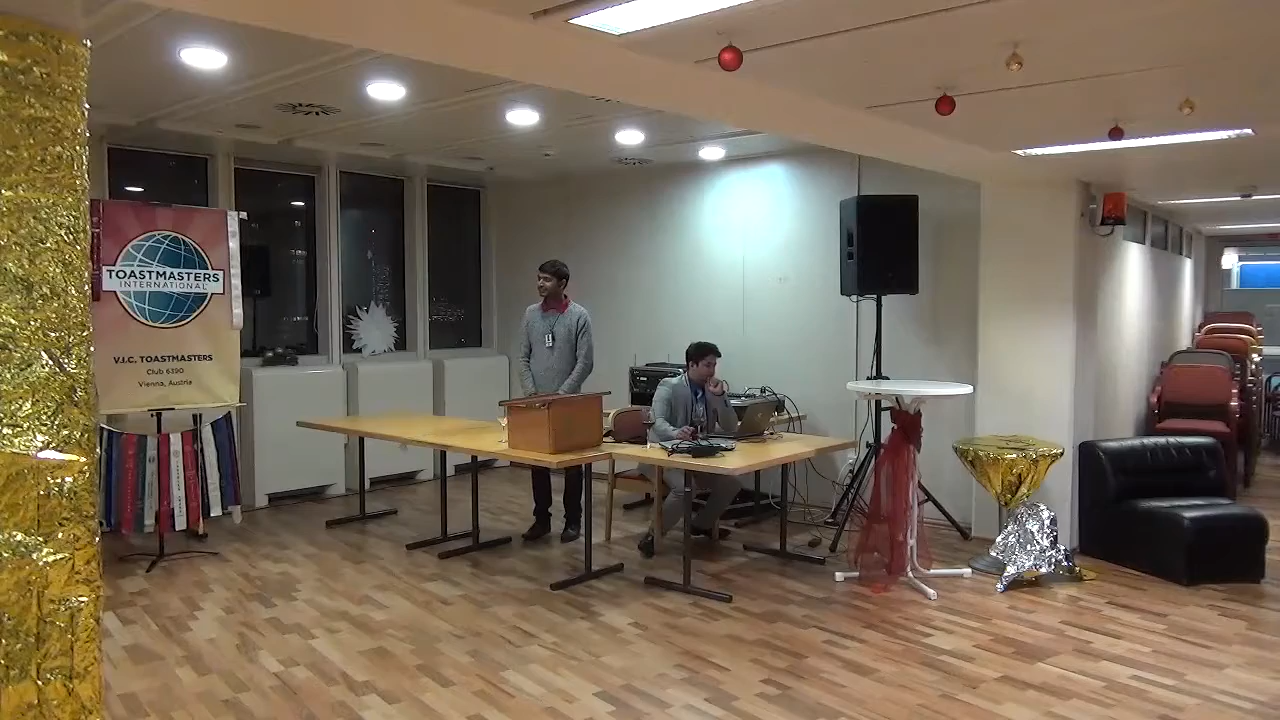 TOASTMASTERS
INTERNATIONAL
V.I.C. TOASTMASTERS
Club 6390
Vienna, Austria